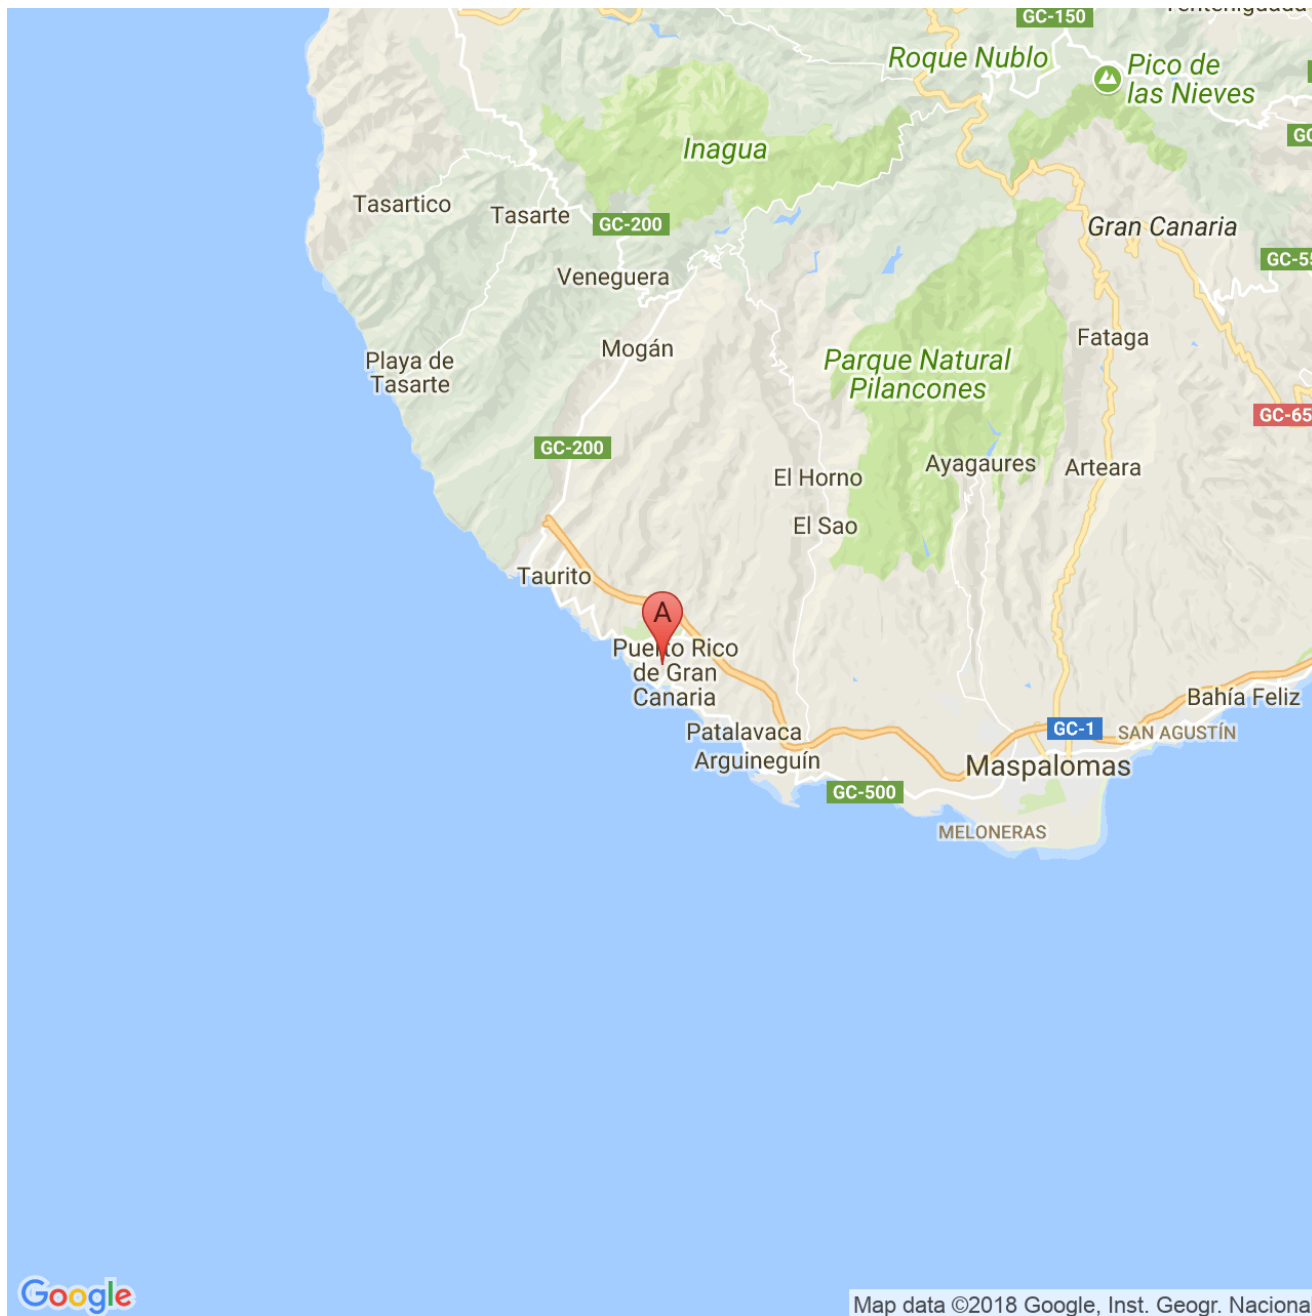 GC-150
Roque Nublo
Pico de
las Nieves
Inagua
Tasartico
Tasarte
GC-200
Gran Canaria
Veneguera
Mogán
Fataga
Playa de
Tasarte
Parque Natural
Pilancones
GC-65
GC-200
Ayagaures
Arteara
El Horno
El Sao
Taurito
A
Puerto Rico
de Gran
Canaria
Bahía Feliz
Patalavaca
GC-1
SAN AGUSTÍN
Arguineguín
Maspalomas
GC-500
MELONERAS
Google
Map data ©2018 Google, Inst. Geogr. Naciona